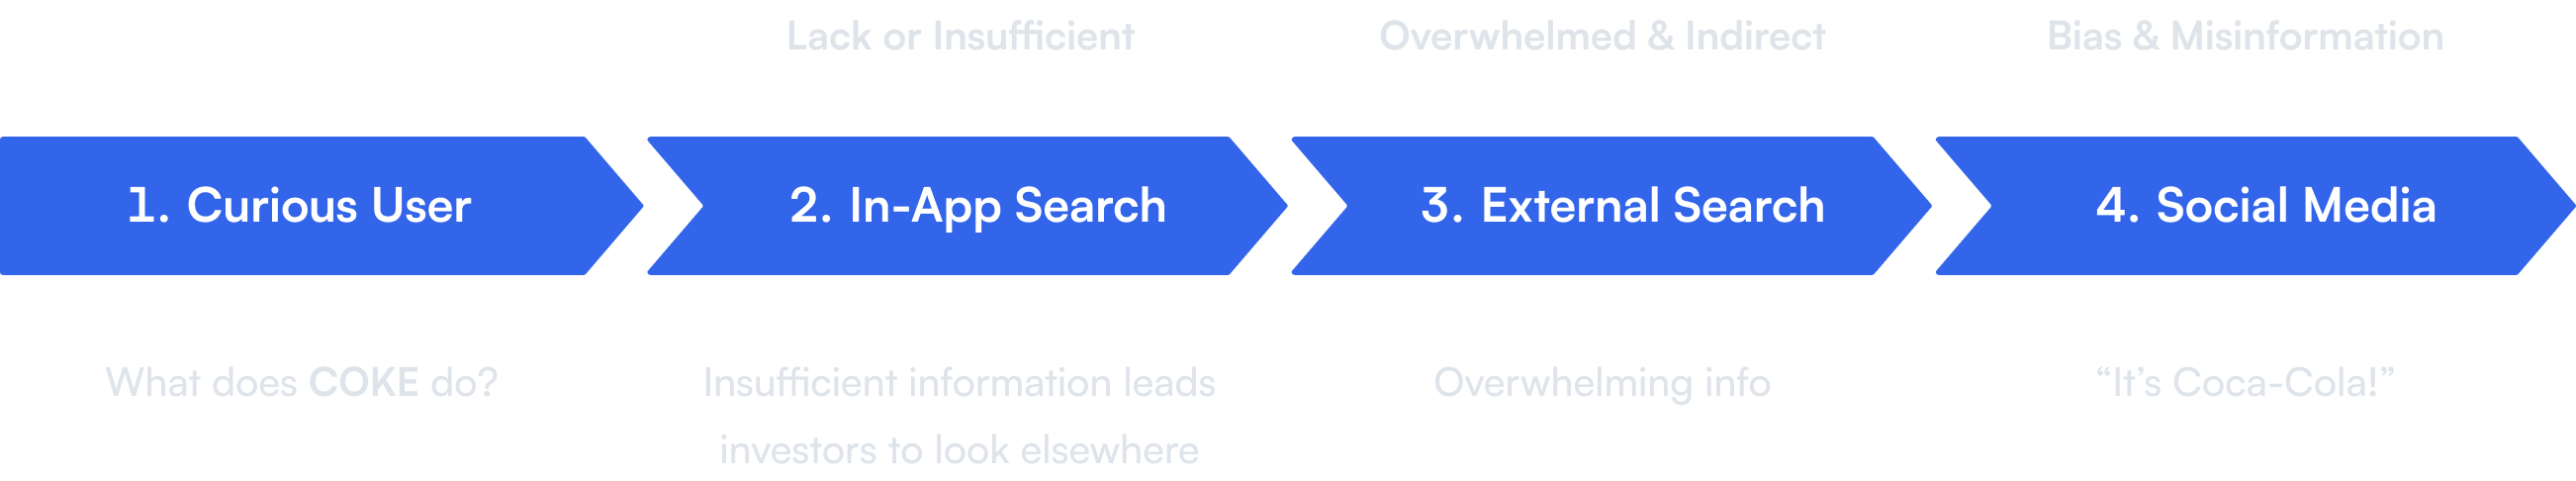 Lack or Insufficient
Overwhelmed & Indirect
Bias & Misinformation
1. Curious User
2. In-App Search
3. External Search
4. Social Media
What does COKE do?
Insufficient information leads
investors to look elsewhere
Overwhelming info
“It’s Coca-Cola!”